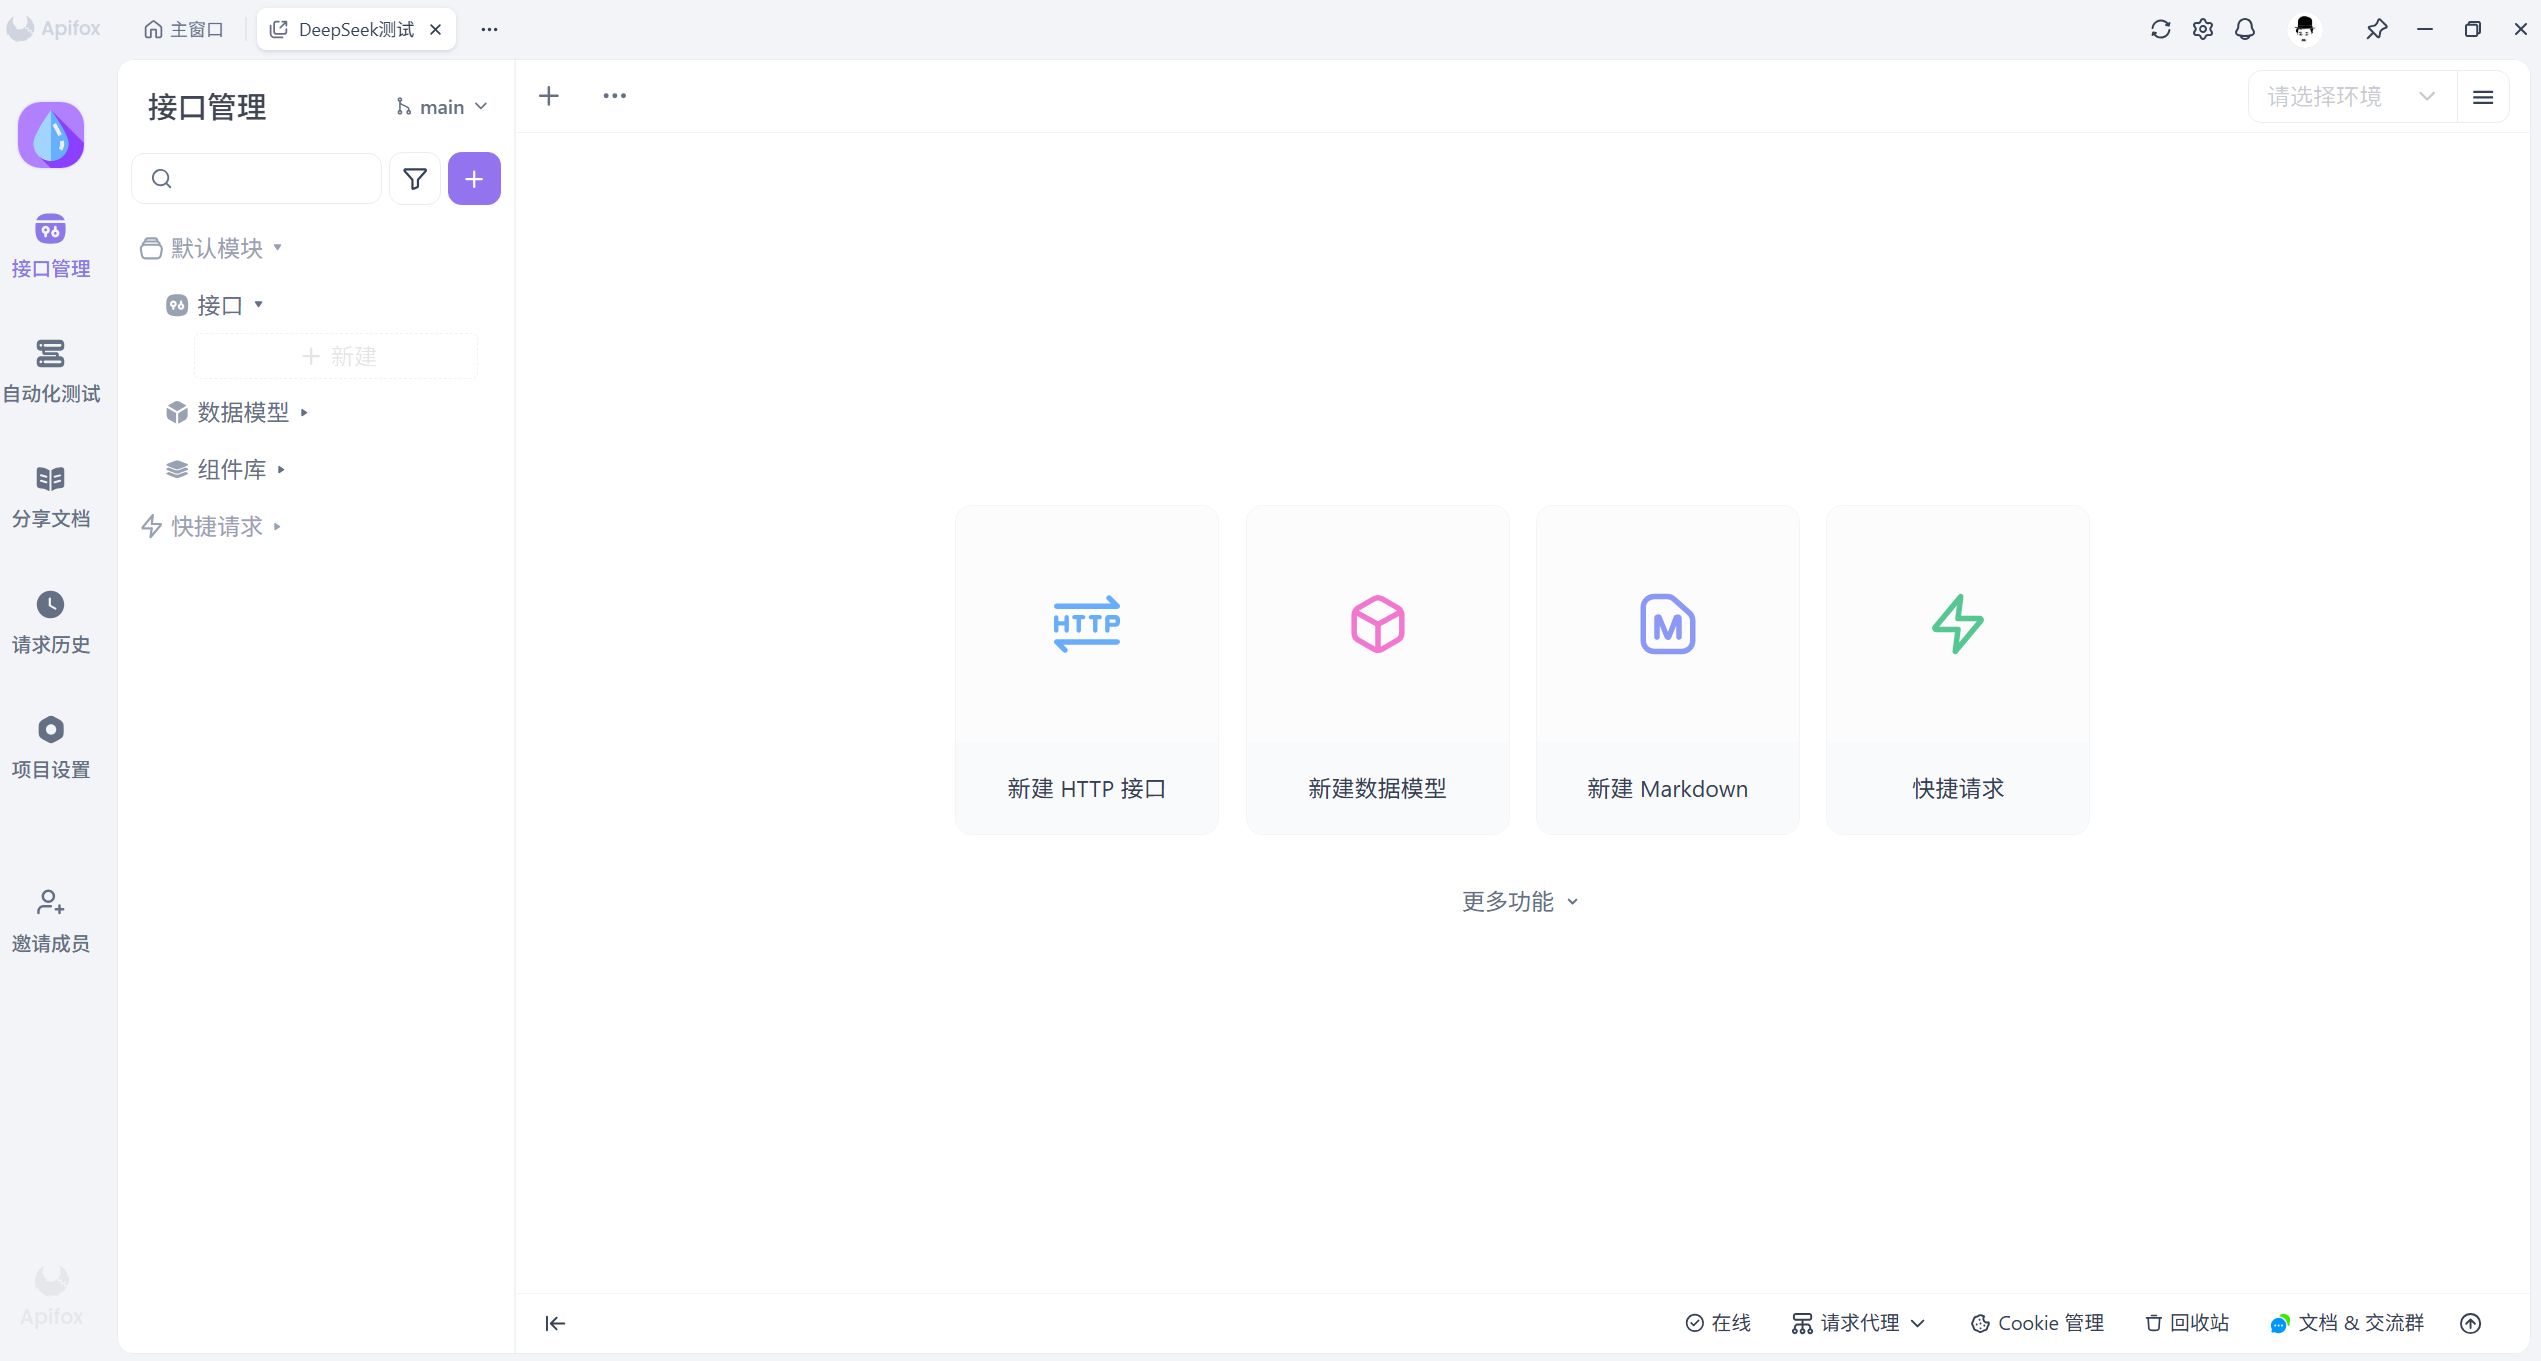 Apifox
主窗口
DeepSeek测试
接口管理
main
请选择环境
接口管理
自动化测试
分享文档
请求历史
项目设置
邀请成员
Apifox
默认模块
接口
新建
数据模型
组件库
快捷请求
HTTP
M
新建 HTTP 接口
新建数据模型
新建 Markdown
快捷请求
更多功能
在线
请求代理
Cookie 管理
回收站
文档 & 交流群